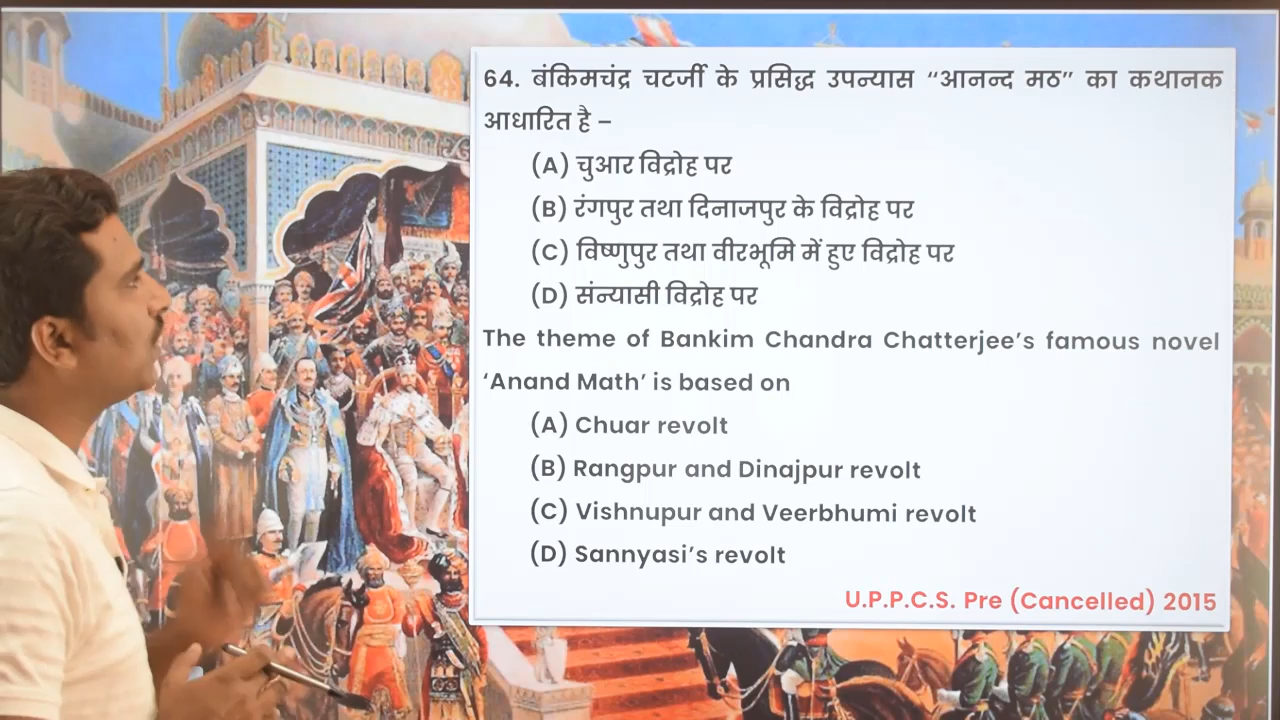 64. बंकिमचंद्र चटर्जी के प्रसिद्ध उपन्यास “आनन्द मठ” का कथानक
आधारित है –
(A) चुआर विद्रोह पर
(B) रंगपुर तथा दिनाजपुर के विद्रोह पर
(C) विष्णुपुर तथा वीरभूमि में हुए विद्रोह पर
(D) संन्यासी विद्रोह पर
The theme of Bankim Chandra Chatterjee’s famous novel
‘Anand Math’ is based on
(A) Chuar revolt
(B) Rangpur and Dinajpur revolt
(C) Vishnupur and Veerbhumi revolt
(D) Sannyasi’s revolt
U.P.P.C.S. Pre (Cancelled) 2015